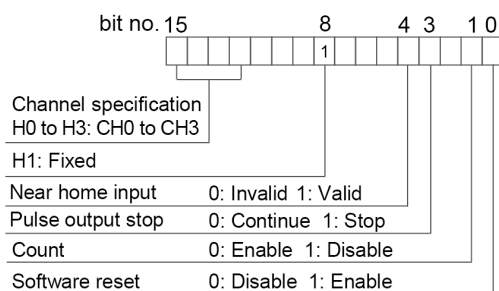 bit no. 15 8 4 3 1 0
1
Channel specification
H0 to H3: CH0 to CH3
H1: Fixed
Near home input 0: Invalid 1: Valid
Pulse output stop 0: Continue 1: Stop
Count 0: Enable 1: Disable
Software reset 0: Disable 1: Enable